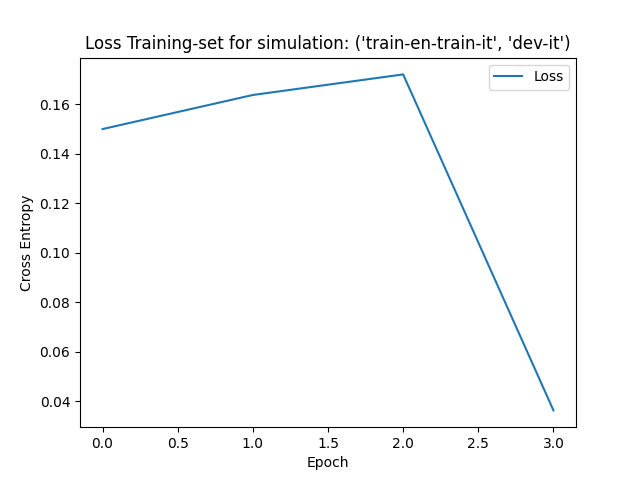 Loss Training-set for simulation: ('train-en-train-it', 'dev-it')
Loss
0.16
0.14
0.12
0.10
0.08
0.06
0.04
Cross Entropy
0.0 0.5 1.0 1.5 2.0 2.5 3.0
Epoch